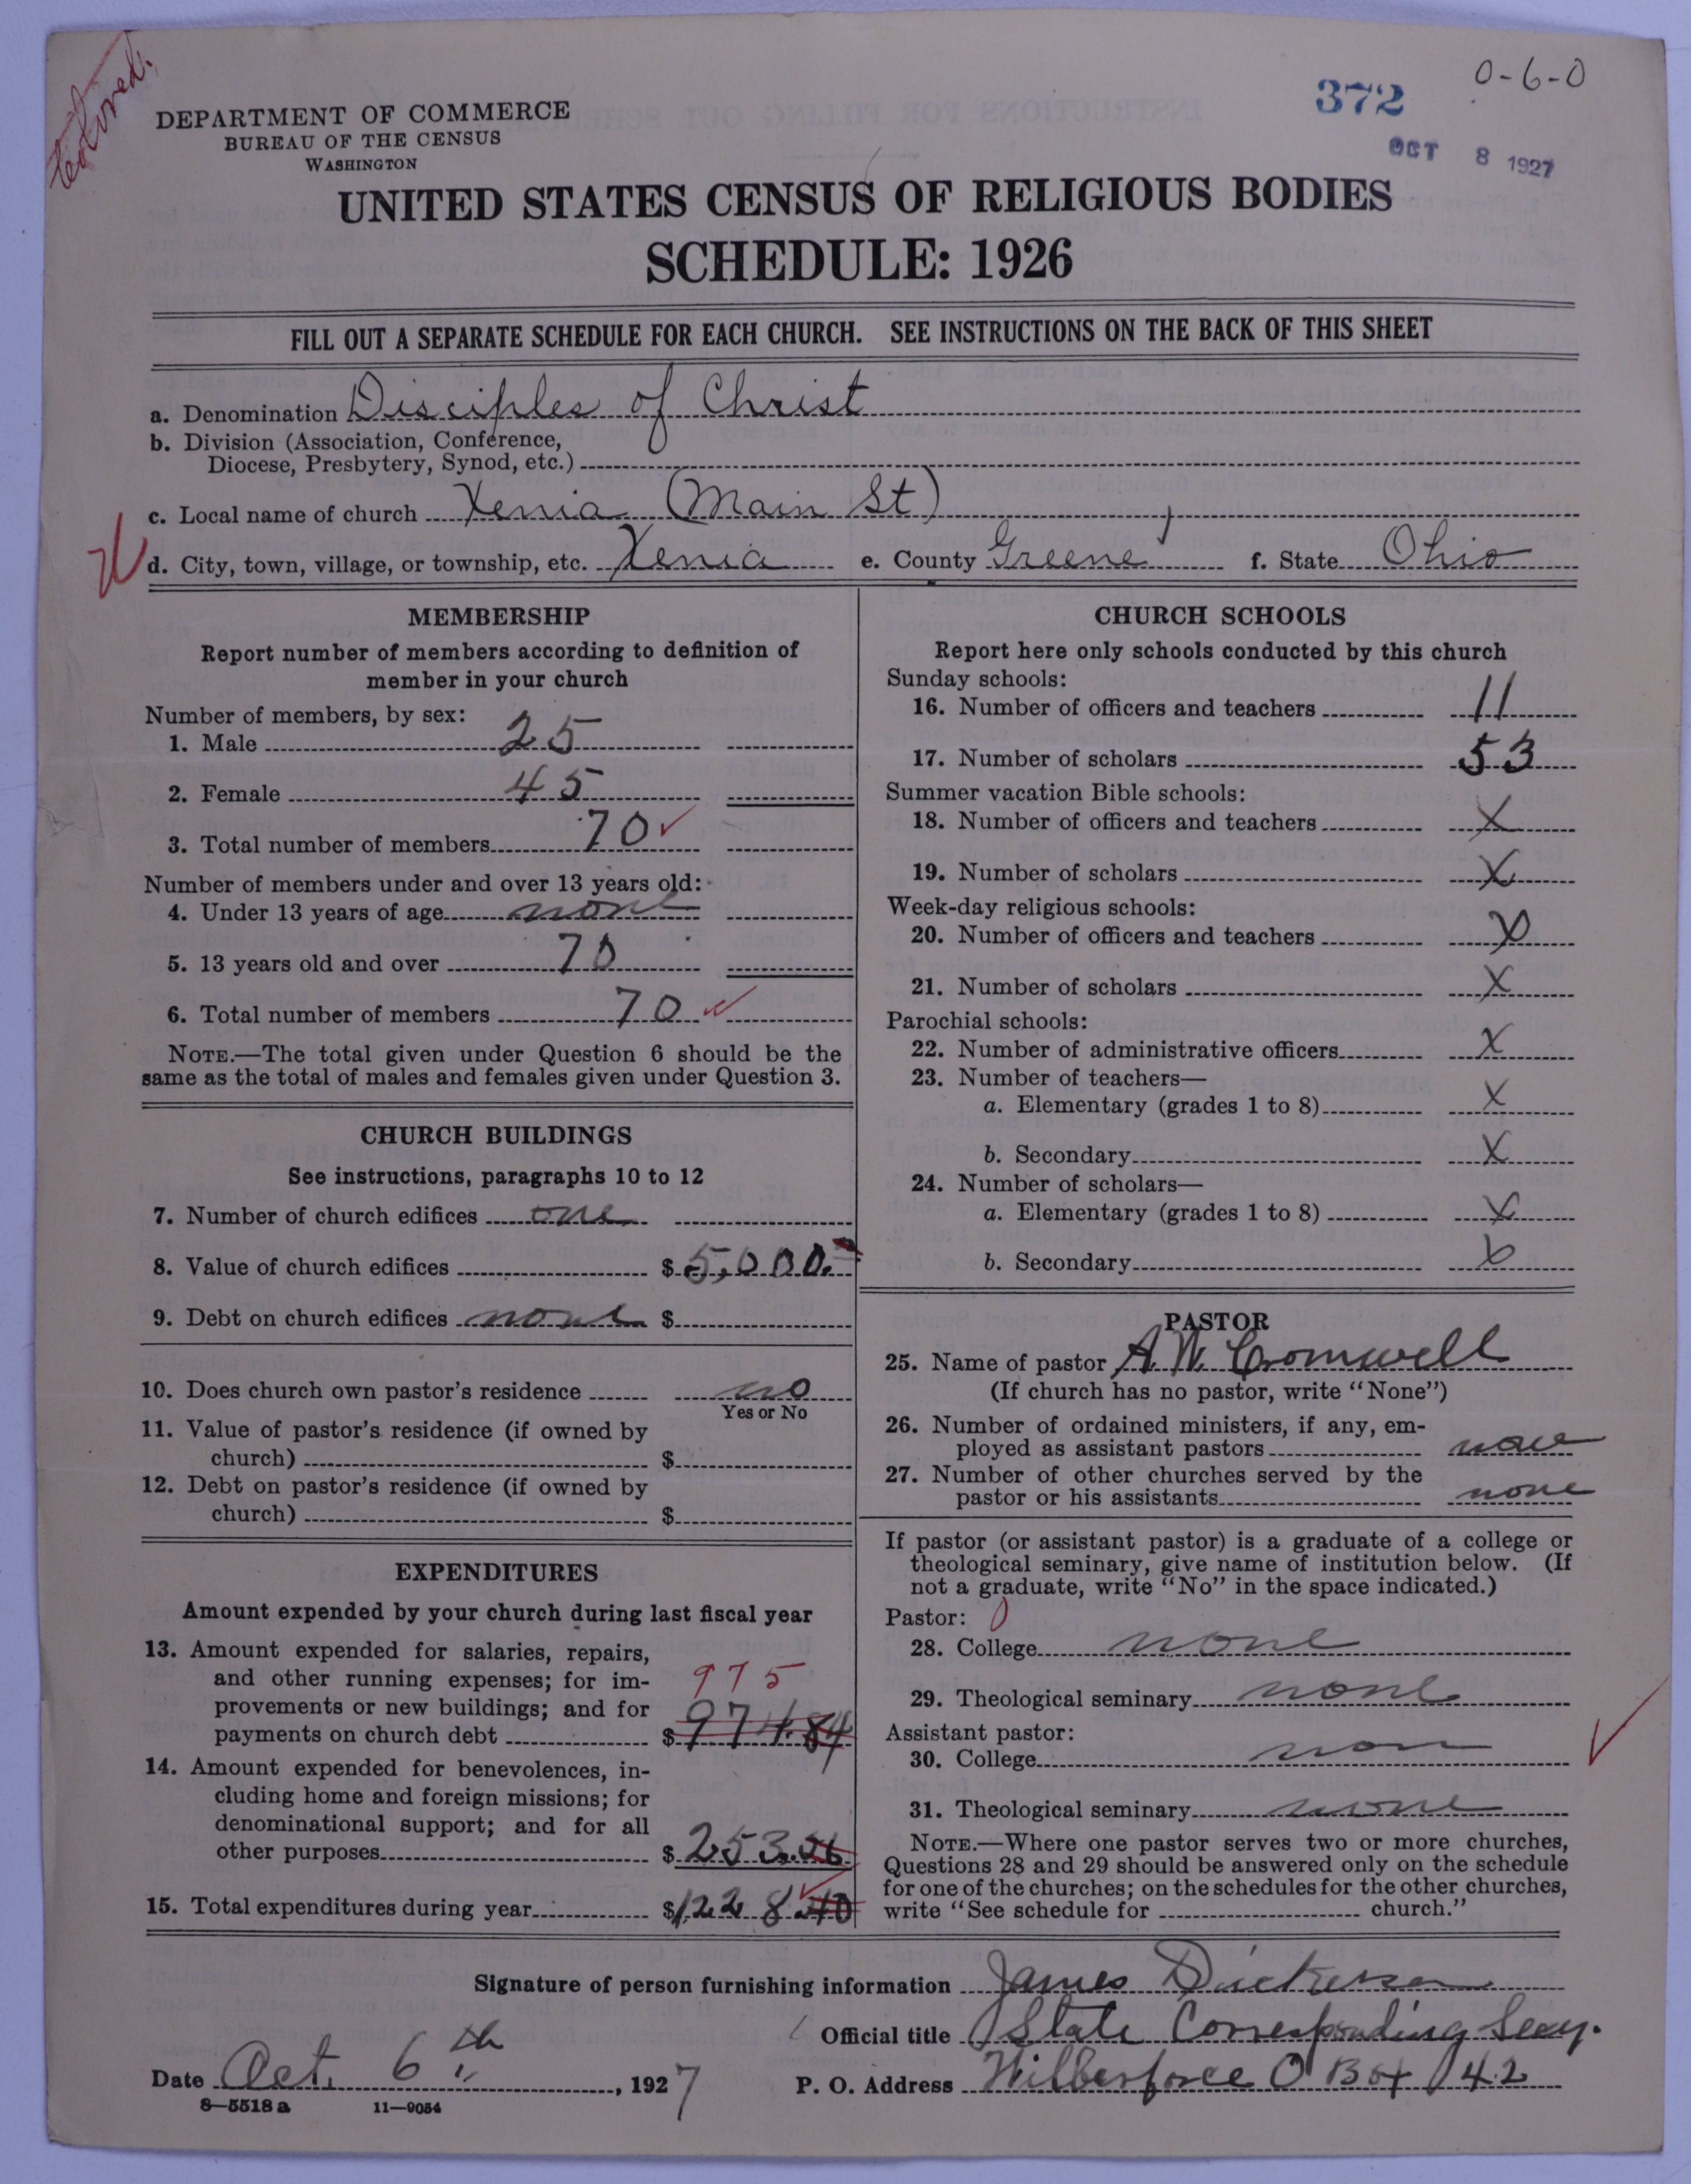 Colored.
372
0-6-0
OCT 8 1927
DEPARTMENT OF COMMERCE
BUREAU OF THE CENSUS
WASHINGTON
UNITED STATES CENSUS OF RELIGIOUS BODIES
SCHEDULE: 1926
FILL OUT A SEPARATE SCHEDULE FOR EACH CHURCH. SEE INSTRUCTIONS ON THE BACK OF THIS SHEET
a. Denomination Disciples of Christ
b. Division (Association, Conference,
Diocese, Presbytery, Synod, etc.)
c. Local name of church Xenia (Main St)
d. City, town, village, or township, etc. Xenia e. County Greene f. State Ohio
MEMBERSHIP
Report number of members according to definition of
member in your church
Number of members, by sex:
1. Male 25
2. Female 45
3. Total number of members 70
Number of members under and over 13 years old:
4. Under 13 years of age none
5. 13 years old and over 70
6. Total number of members 70
NOTE.—The total given under Question 6 should be the
same as the total of males and females given under Question 3.
CHURCH BUILDINGS
See instructions, paragraphs 10 to 12
7. Number of church edifices one
8. Value of church edifices $ 5,000.
9. Debt on church edifices none $
10. Does church own pastor's residence no
Yes or No
11. Value of pastor's residence (if owned by
church) $
12. Debt on pastor's residence (if owned by
church) $
EXPENDITURES
Amount expended by your church during last fiscal year
13. Amount expended for salaries, repairs,
and other running expenses; for im-
provements or new buildings; and for
payments on church debt $ 974.84
975
14. Amount expended for benevolences, in-
cluding home and foreign missions; for
denominational support; and for all
other purposes $ 253.56
15. Total expenditures during year $ 1228.40
CHURCH SCHOOLS
Report here only schools conducted by this church
Sunday schools:
16. Number of officers and teachers 11
17. Number of scholars 53
Summer vacation Bible schools:
18. Number of officers and teachers X
19. Number of scholars X
Week-day religious schools:
20. Number of officers and teachers X
21. Number of scholars X
Parochial schools:
22. Number of administrative officers X
23. Number of teachers—
a. Elementary (grades 1 to 8) X
b. Secondary X
24. Number of scholars—
a. Elementary (grades 1 to 8) X
b. Secondary X
PASTOR
25. Name of pastor A. W. Cromwell
(If church has no pastor, write "None")
26. Number of ordained ministers, if any, em-
ployed as assistant pastors none
27. Number of other churches served by the
pastor or his assistants none
If pastor (or assistant pastor) is a graduate of a college or
theological seminary, give name of institution below. (If
not a graduate, write "No" in the space indicated.)
Pastor: 0
28. College none
29. Theological seminary none
Assistant pastor:
30. College non
31. Theological seminary none
NOTE.—Where one pastor serves two or more churches,
Questions 28 and 29 should be answered only on the schedule
for one of the churches; on the schedules for the other churches,
write "See schedule for church."
Signature of person furnishing information James Dickerson
Official title State Corresponding Secy.
Date Oct. 6th, 1927 P. O. Address Wilberforce O Box 142
8—5518 a 11—9054